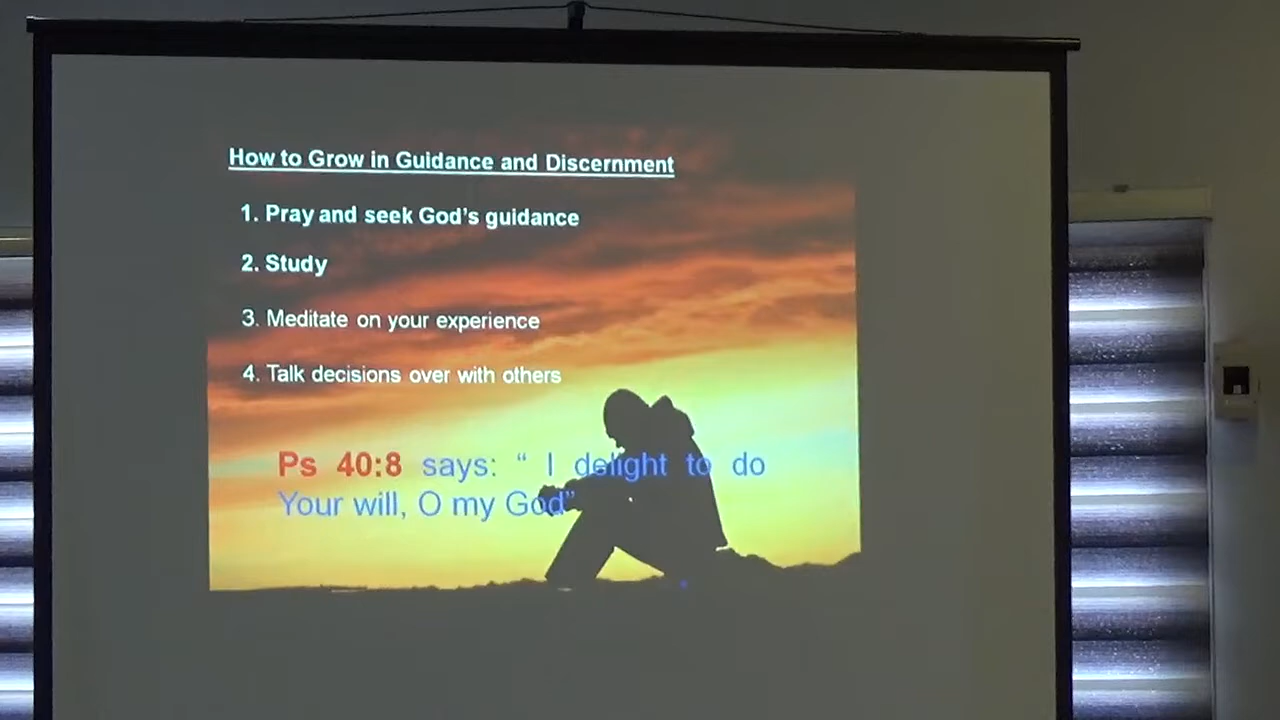 How to Grow in Guidance and Discernment
1. Pray and seek God's guidance
2. Study
3. Meditate on your experience
4. Talk decisions over with others
Ps 40:8 says: “ I delight to do
Your will, O my God”